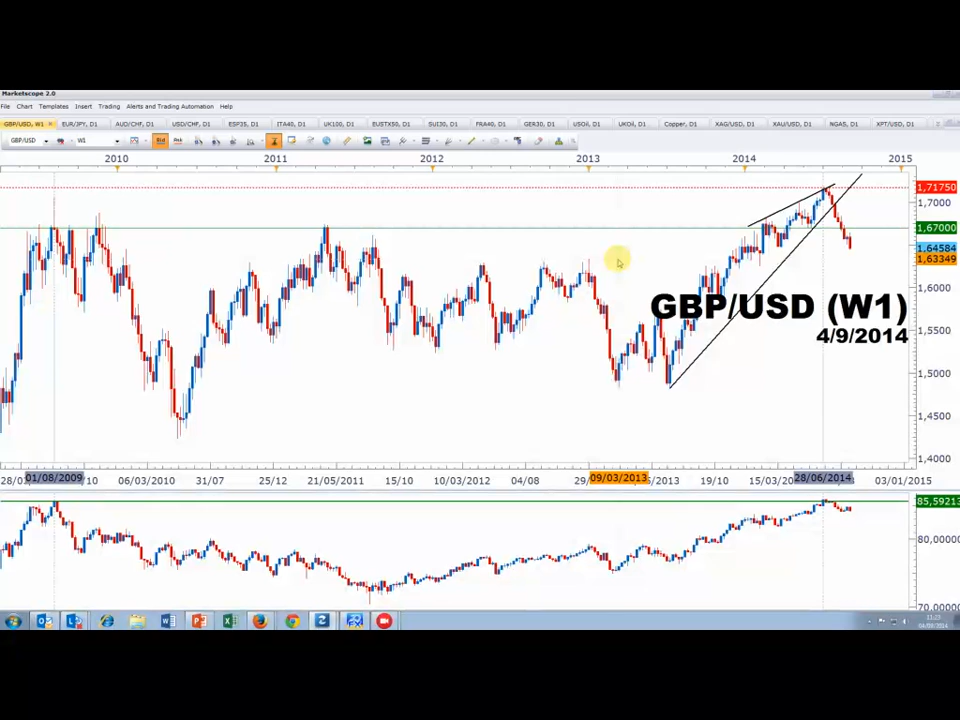 Marketscope 2.0
File Chart Templates Insert Trading Alerts and Trading Automation Help
GBP/USD, W1 EUR/JPY, D1 AUD/CHF, D1 USD/CHF, D1 ESP35, D1 ITA40, D1 UK100, D1 EUSTX50, D1 SUI30, D1 FRA40, D1 GER30, D1 USOil, D1 UKOil, D1 Copper, D1 XAG/USD, D1 XAU/USD, D1 NGAS, D1 XPT/USD, D1
GBP/USD W1
2010 2011 2012 2013 2014 2015
1,71750
1,7000
1,67000
1,64584
1,63349
1,6000
GBP/USD (W1)
4/9/2014
1,5500
1,5000
1,4500
1,4000
01/08/2009 06/03/2010 31/07 25/12 21/05/2011 15/10 10/03/2012 04/08 09/03/2013 19/10 28/06/2014 03/01/2015
85,59213
80,0000
70,0000
11:23
04/09/2014